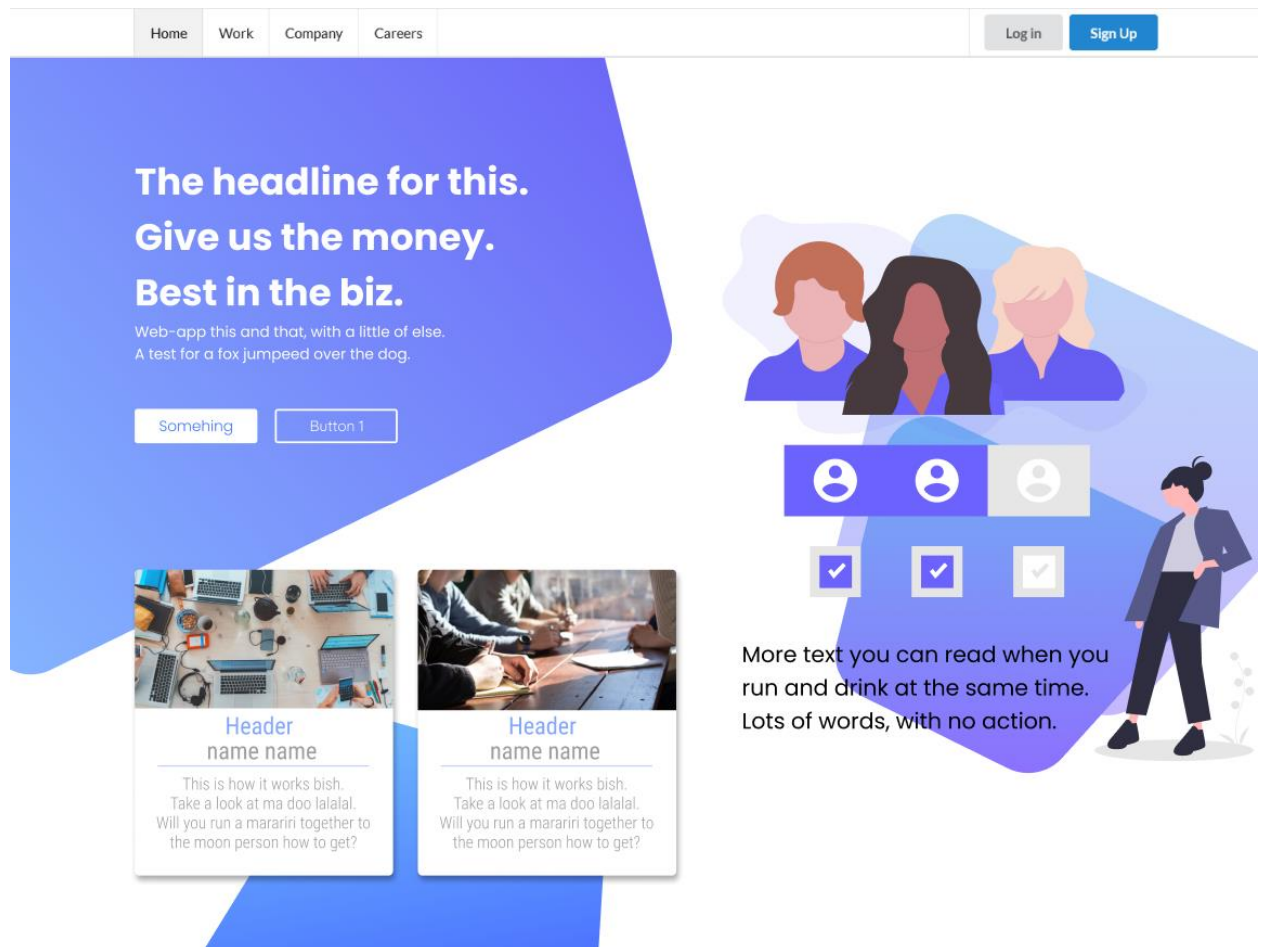 Home Work Company Careers Log in Sign Up
The headline for this.
Give us the money.
Best in the biz.
Web-app this and that, with a little of else.
A test for a fox jumpeed over the dog.
Somehing Button 1
Header
name name
This is how it works bish.
Take a look at ma doo lalalal.
Will you run a marariri together to
the moon person how to get?
Header
name name
This is how it works bish.
Take a look at ma doo lalalal.
Will you run a marariri together to
the moon person how to get?
More text you can read when you
run and drink at the same time.
Lots of words, with no action.